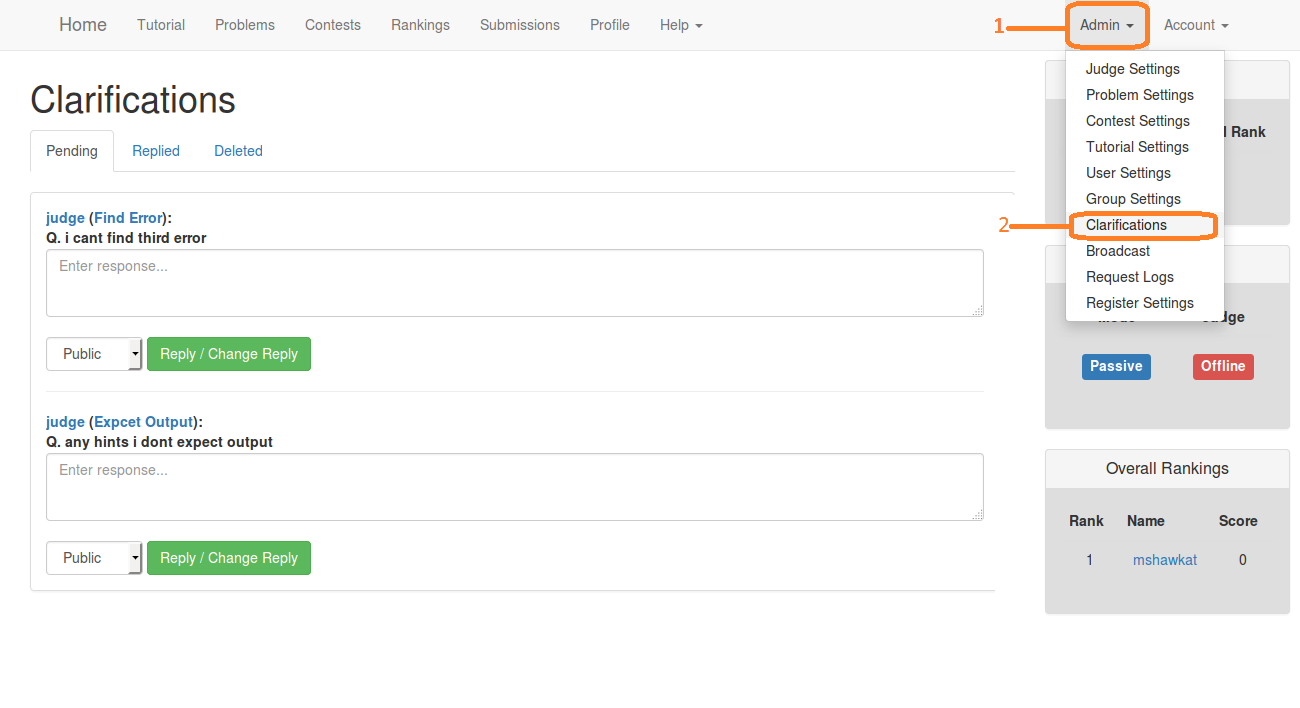 Home Tutorial Problems Contests Rankings Submissions Profile Help 1 Admin Account
Clarifications
Pending Replied Deleted
judge (Find Error):
Q. i cant find third error
Enter response...
Public Reply / Change Reply
judge (Expcet Output):
Q. any hints i dont expect output
Enter response...
Public Reply / Change Reply
Judge Settings
Problem Settings
Contest Settings
Tutorial Settings
User Settings
Group Settings
2 Clarifications
Broadcast
Request Logs
Register Settings
Rank
Passive Offline
Overall Rankings
Rank Name Score
1 mshawkat 0